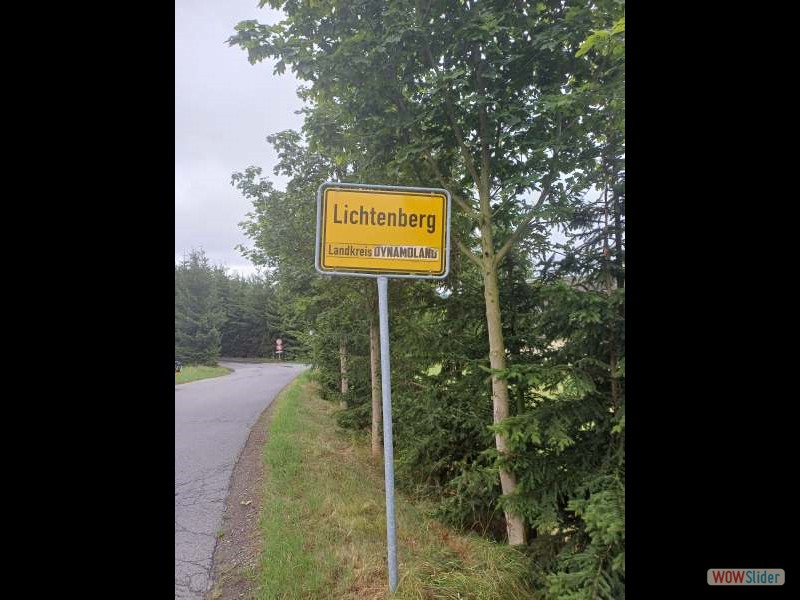 Lichtenberg
Landkreis DYNAMOLAND
WOWSlider